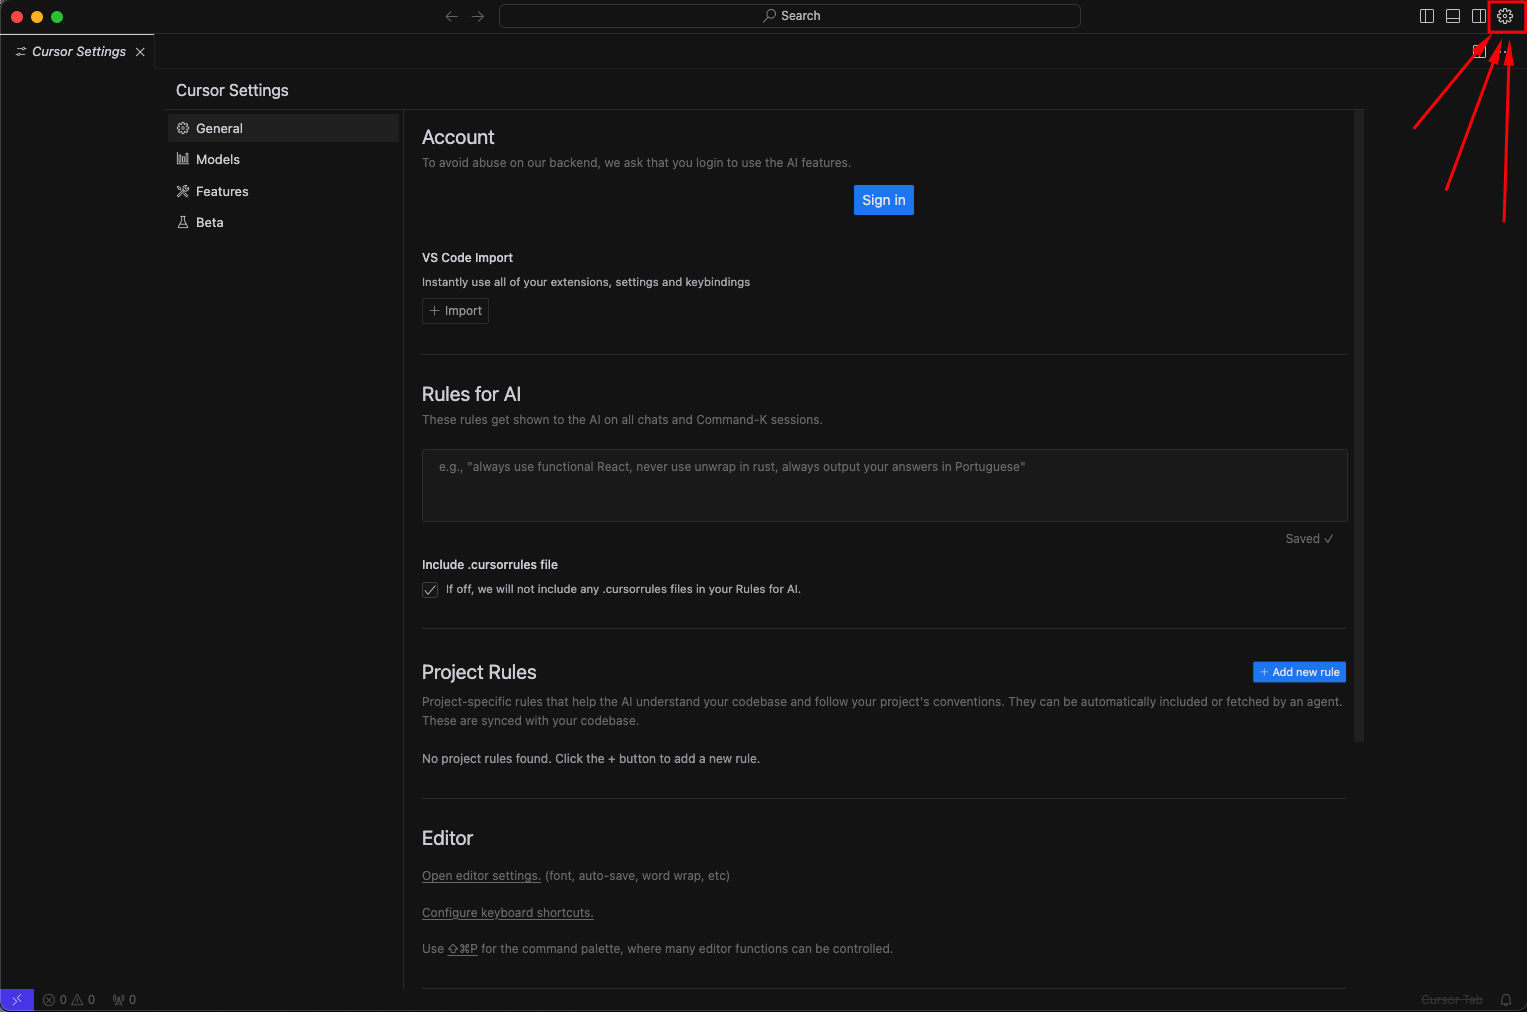 Search
Cursor Settings
Cursor Settings
General
Models
Features
Beta
Account
To avoid abuse on our backend, we ask that you login to use the AI features.
Sign in
VS Code Import
Instantly use all of your extensions, settings and keybindings
+ Import
Rules for AI
These rules get shown to the AI on all chats and Command-K sessions.
e.g., "always use functional React, never use unwrap in rust, always output your answers in Portuguese"
Saved ✓
Include .cursorrules file
If off, we will not include any .cursorrules files in your Rules for AI.
Project Rules
+ Add new rule
Project-specific rules that help the AI understand your codebase and follow your project's conventions. They can be automatically included or fetched by an agent.
These are synced with your codebase.
No project rules found. Click the + button to add a new rule.
Editor
Open editor settings. (font, auto-save, word wrap, etc)
Configure keyboard shortcuts.
Use ⇧⌘P for the command palette, where many editor functions can be controlled.
0 0 0
Cursor Tab